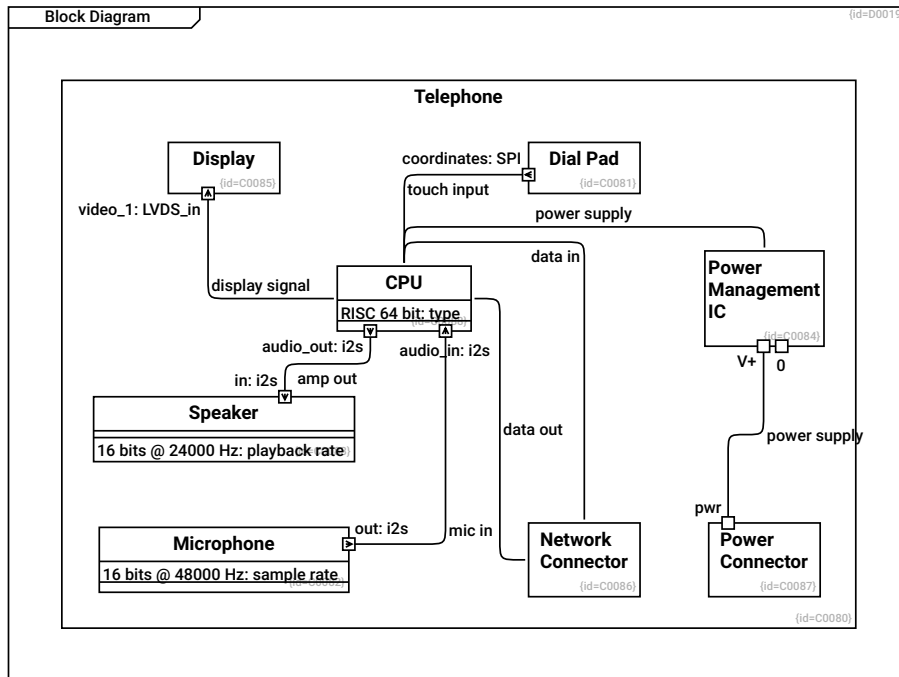 Block Diagram
{id=D0019
Telephone
Display
{id=C0085}
coordinates: SPI
Dial Pad
{id=C0081}
touch input
video_1: LVDS_in
power supply
data in
display signal
CPU
RISC 64 bit: type
Power
Management
IC
{id=C0084}
audio_out: i2s
audio_in: i2s
V+
0
in: i2s
amp out
Speaker
16 bits @ 24000 Hz: playback rate
data out
power supply
pwr
out: i2s
mic in
Microphone
16 bits @ 48000 Hz: sample rate
Network
Connector
{id=C0086}
Power
Connector
{id=C0087}
{id=C0080}